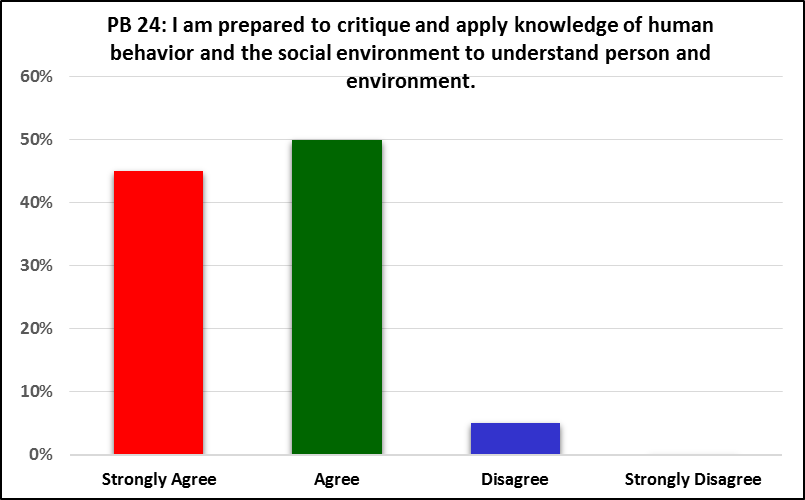 PB 24: I am prepared to critique and apply knowledge of human
behavior and the social environment to understand person and
environment.
60%
50%
40%
30%
20%
10%
0%
Strongly Agree
Agree
Disagree
Strongly Disagree